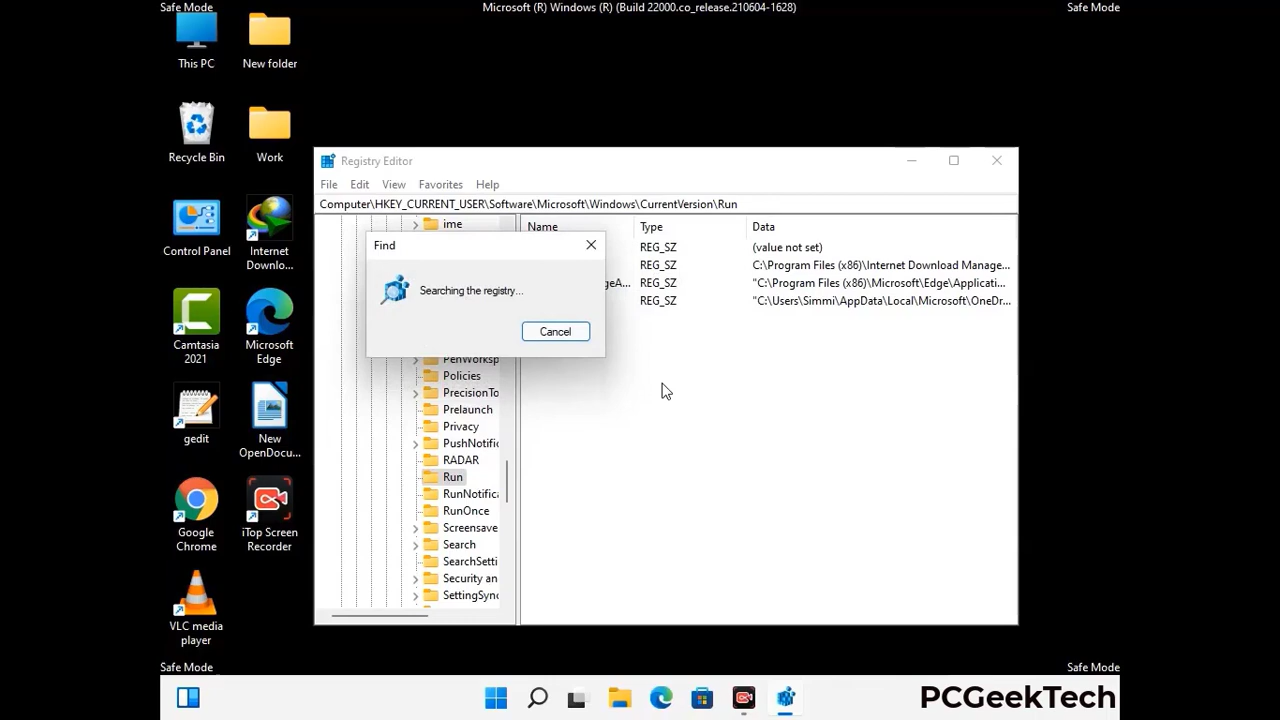 Safe Mode
Microsoft (R) Windows (R) (Build 22000.co_release.210604-1628)
Safe Mode
This PC
New folder
Recycle Bin
Work
Control Panel
Internet
Downlo...
Camtasia
2021
Microsoft
Edge
gedit
New
OpenDocu...
Google
Chrome
iTop Screen
Recorder
VLC media
player
Registry Editor
File Edit View Favorites Help
Computer\HKEY_CURRENT_USER\Software\Microsoft\Windows\CurrentVersion\Run
ime
PenWorksp
Policies
PrecisionTo
Prelaunch
Privacy
PushNotific
RADAR
Run
RunNotifica
RunOnce
Screensave
Search
SearchSetti
Security an
SettingSync
Name Type Data
REG_SZ (value not set)
REG_SZ C:\Program Files (x86)\Internet Download Manage...
geA... REG_SZ "C:\Program Files (x86)\Microsoft\Edge\Applicati...
REG_SZ "C:\Users\Simmi\AppData\Local\Microsoft\OneDr...
Find
Searching the registry...
Cancel
Safe Mode
Safe Mode
PCGeekTech